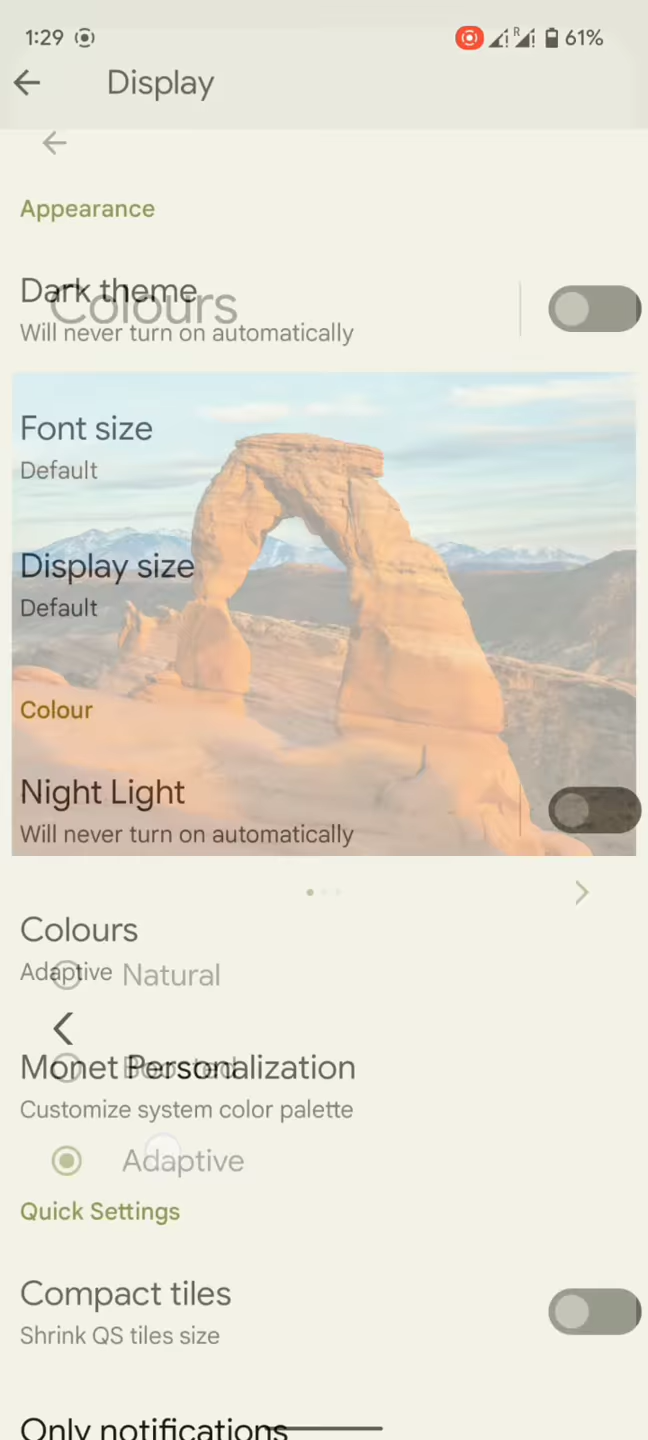 1:29 R 61%
Display
Appearance
Dark theme
Colours
Will never turn on automatically
Font size
Default
Display size
Default
Colour
Night Light
Will never turn on automatically
Colours
Adaptive
Natural
Monet Personalization
Customize system color palette
Adaptive
Quick Settings
Compact tiles
Shrink QS tiles size
Only notifications